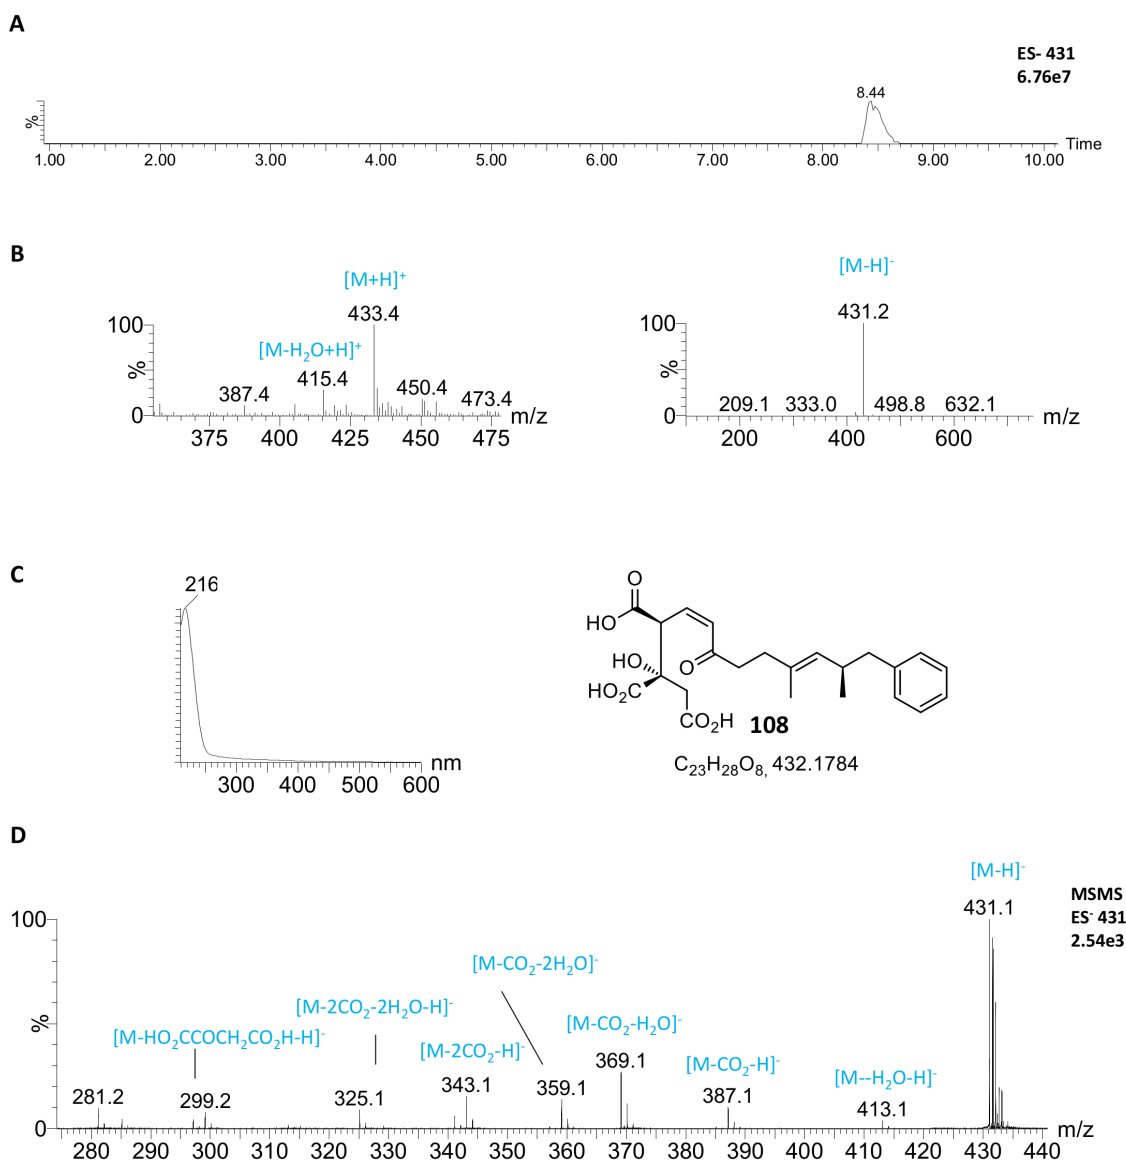 A
ES- 431
6.76e7
8.44
%
1.00 2.00 3.00 4.00 5.00 6.00 7.00 8.00 9.00 10.00 Time
B
[M+H]⁺
433.4
[M-H₂O+H]⁺
415.4
387.4 450.4 473.4
100
%
0
m/z
375 400 425 450 475
[M-H]⁻
431.2
100
%
0
209.1 333.0 498.8 632.1
m/z
200 400 600
C
216
nm
300 400 500 600
O
HO
HO
O
HO₂C
CO₂H
108
C₂₃H₂₈O₈, 432.1784
D
[M-H]⁻
431.1
MSMS
ES⁻ 431
2.54e3
100
%
0
[M-CO₂-2H₂O]⁻
[M-2CO₂-2H₂O-H]⁻
[M-HO₂CCOCH₂CO₂H-H]⁻
[M-CO₂-H₂O]⁻
[M-2CO₂-H]⁻
[M-CO₂-H]⁻
[M--H₂O-H]⁻
281.2 299.2 325.1 343.1 359.1 369.1 387.1 413.1
280 290 300 310 320 330 340 350 360 370 380 390 400 410 420 430 440 m/z